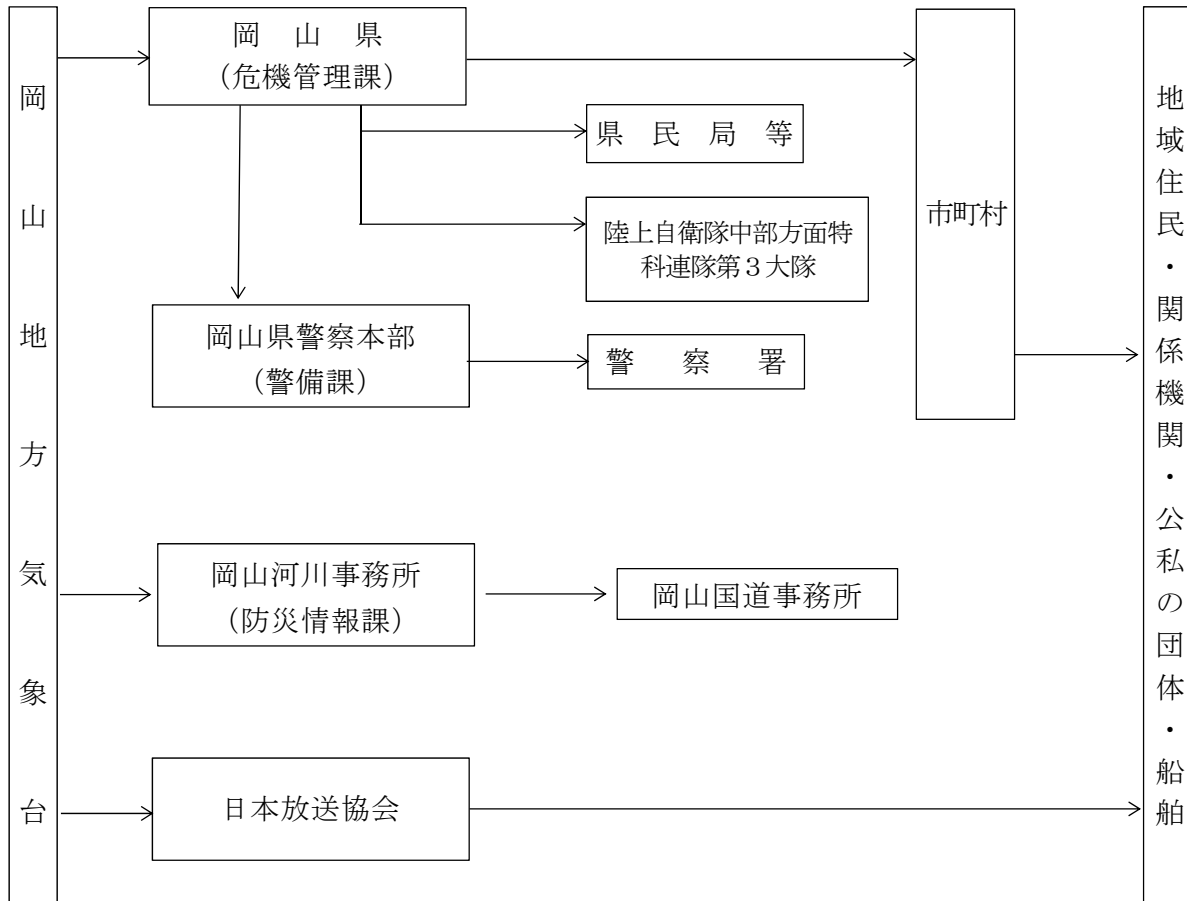 岡山地方気象台
岡山県
(危機管理課)
県民局等
陸上自衛隊中部方面特
科連隊第３大隊
岡山県警察本部
(警備課)
警察署
市町村
岡山河川事務所
(防災情報課)
岡山国道事務所
日本放送協会
地域住民・関係機関・公私の団体・船舶